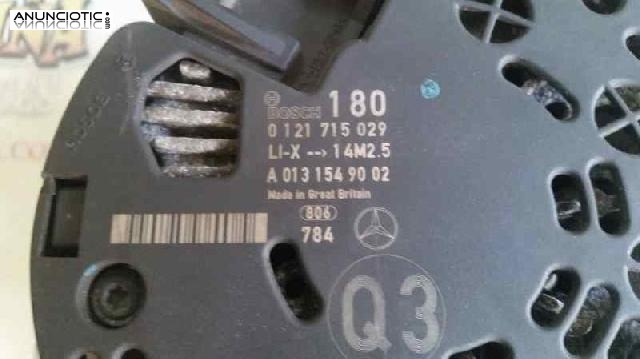 ANUNCIOTIC.com
BOSCH 180
0 121 715 029
LI-X --> 14M2.5
A 013 154 90 02
Made in Great Britain
806
784
Q3